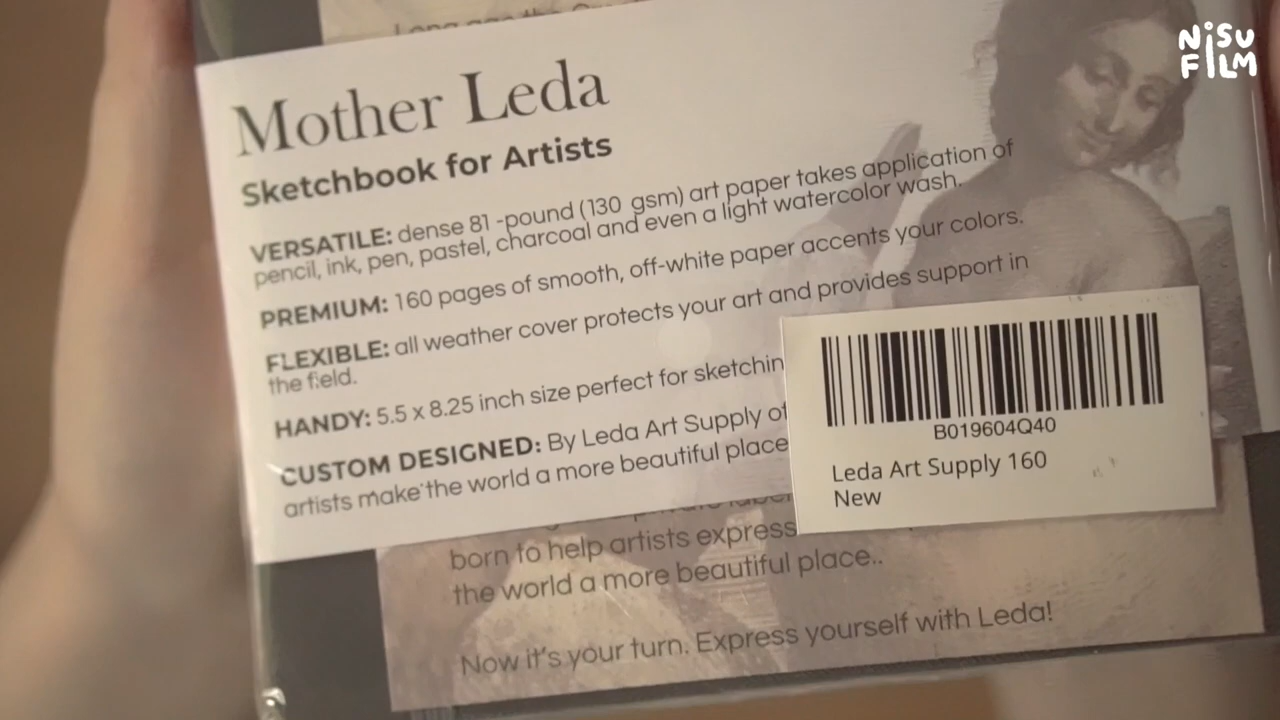 NiSU
FILM
Mother Leda
Sketchbook for Artists
VERSATILE: dense 81 -pound (130 gsm) art paper takes application of
pencil, ink, pen, pastel, charcoal and even a light watercolor wash.
PREMIUM: 160 pages of smooth, off-white paper accents your colors.
FLEXIBLE: all weather cover protects your art and provides support in
the field.
HANDY: 5.5 x 8.25 inch size perfect for sketchin
CUSTOM DESIGNED: By Leda Art Supply of
artists make the world a more beautiful place
B019604Q40
Leda Art Supply 160
New
born to help artists express
the world a more beautiful place..
Now it's your turn. Express yourself with Leda!